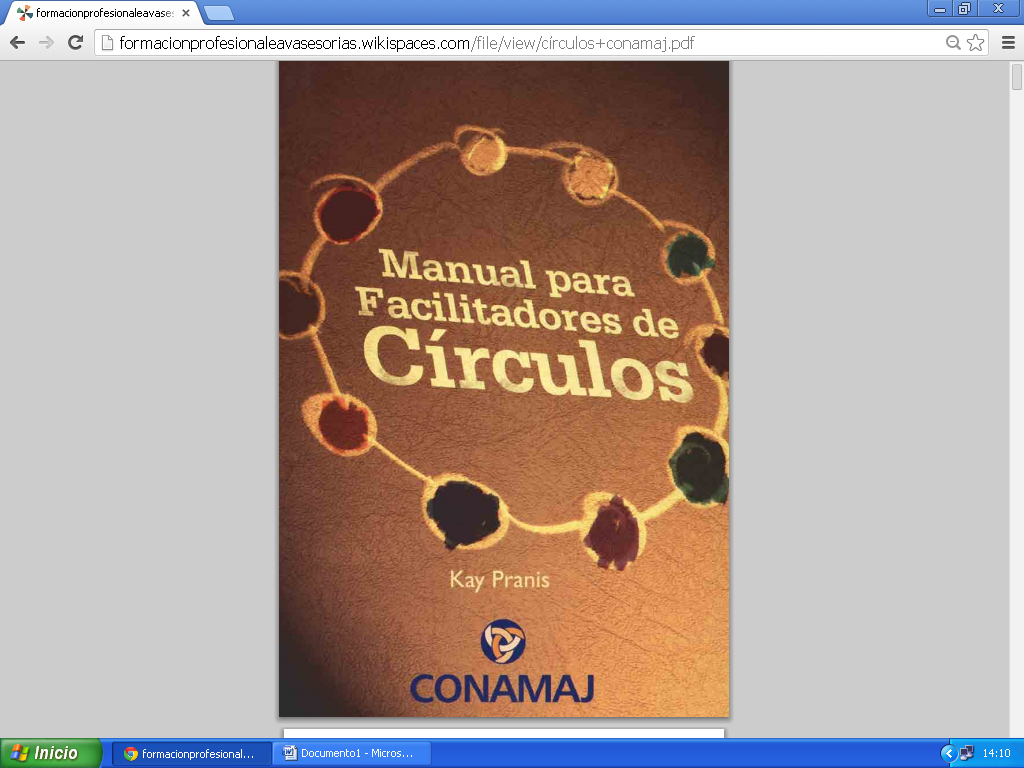 formacionprofesionaleavases
formacionprofesionaleavasesorias.wikispaces.com/file/view/círculos+conamaj.pdf
Manual para
Facilitadores de
Círculos
Kay Pranis
CONAMAJ
Inicio
formacionprofesional...
Documento1 - Micros...
14:10